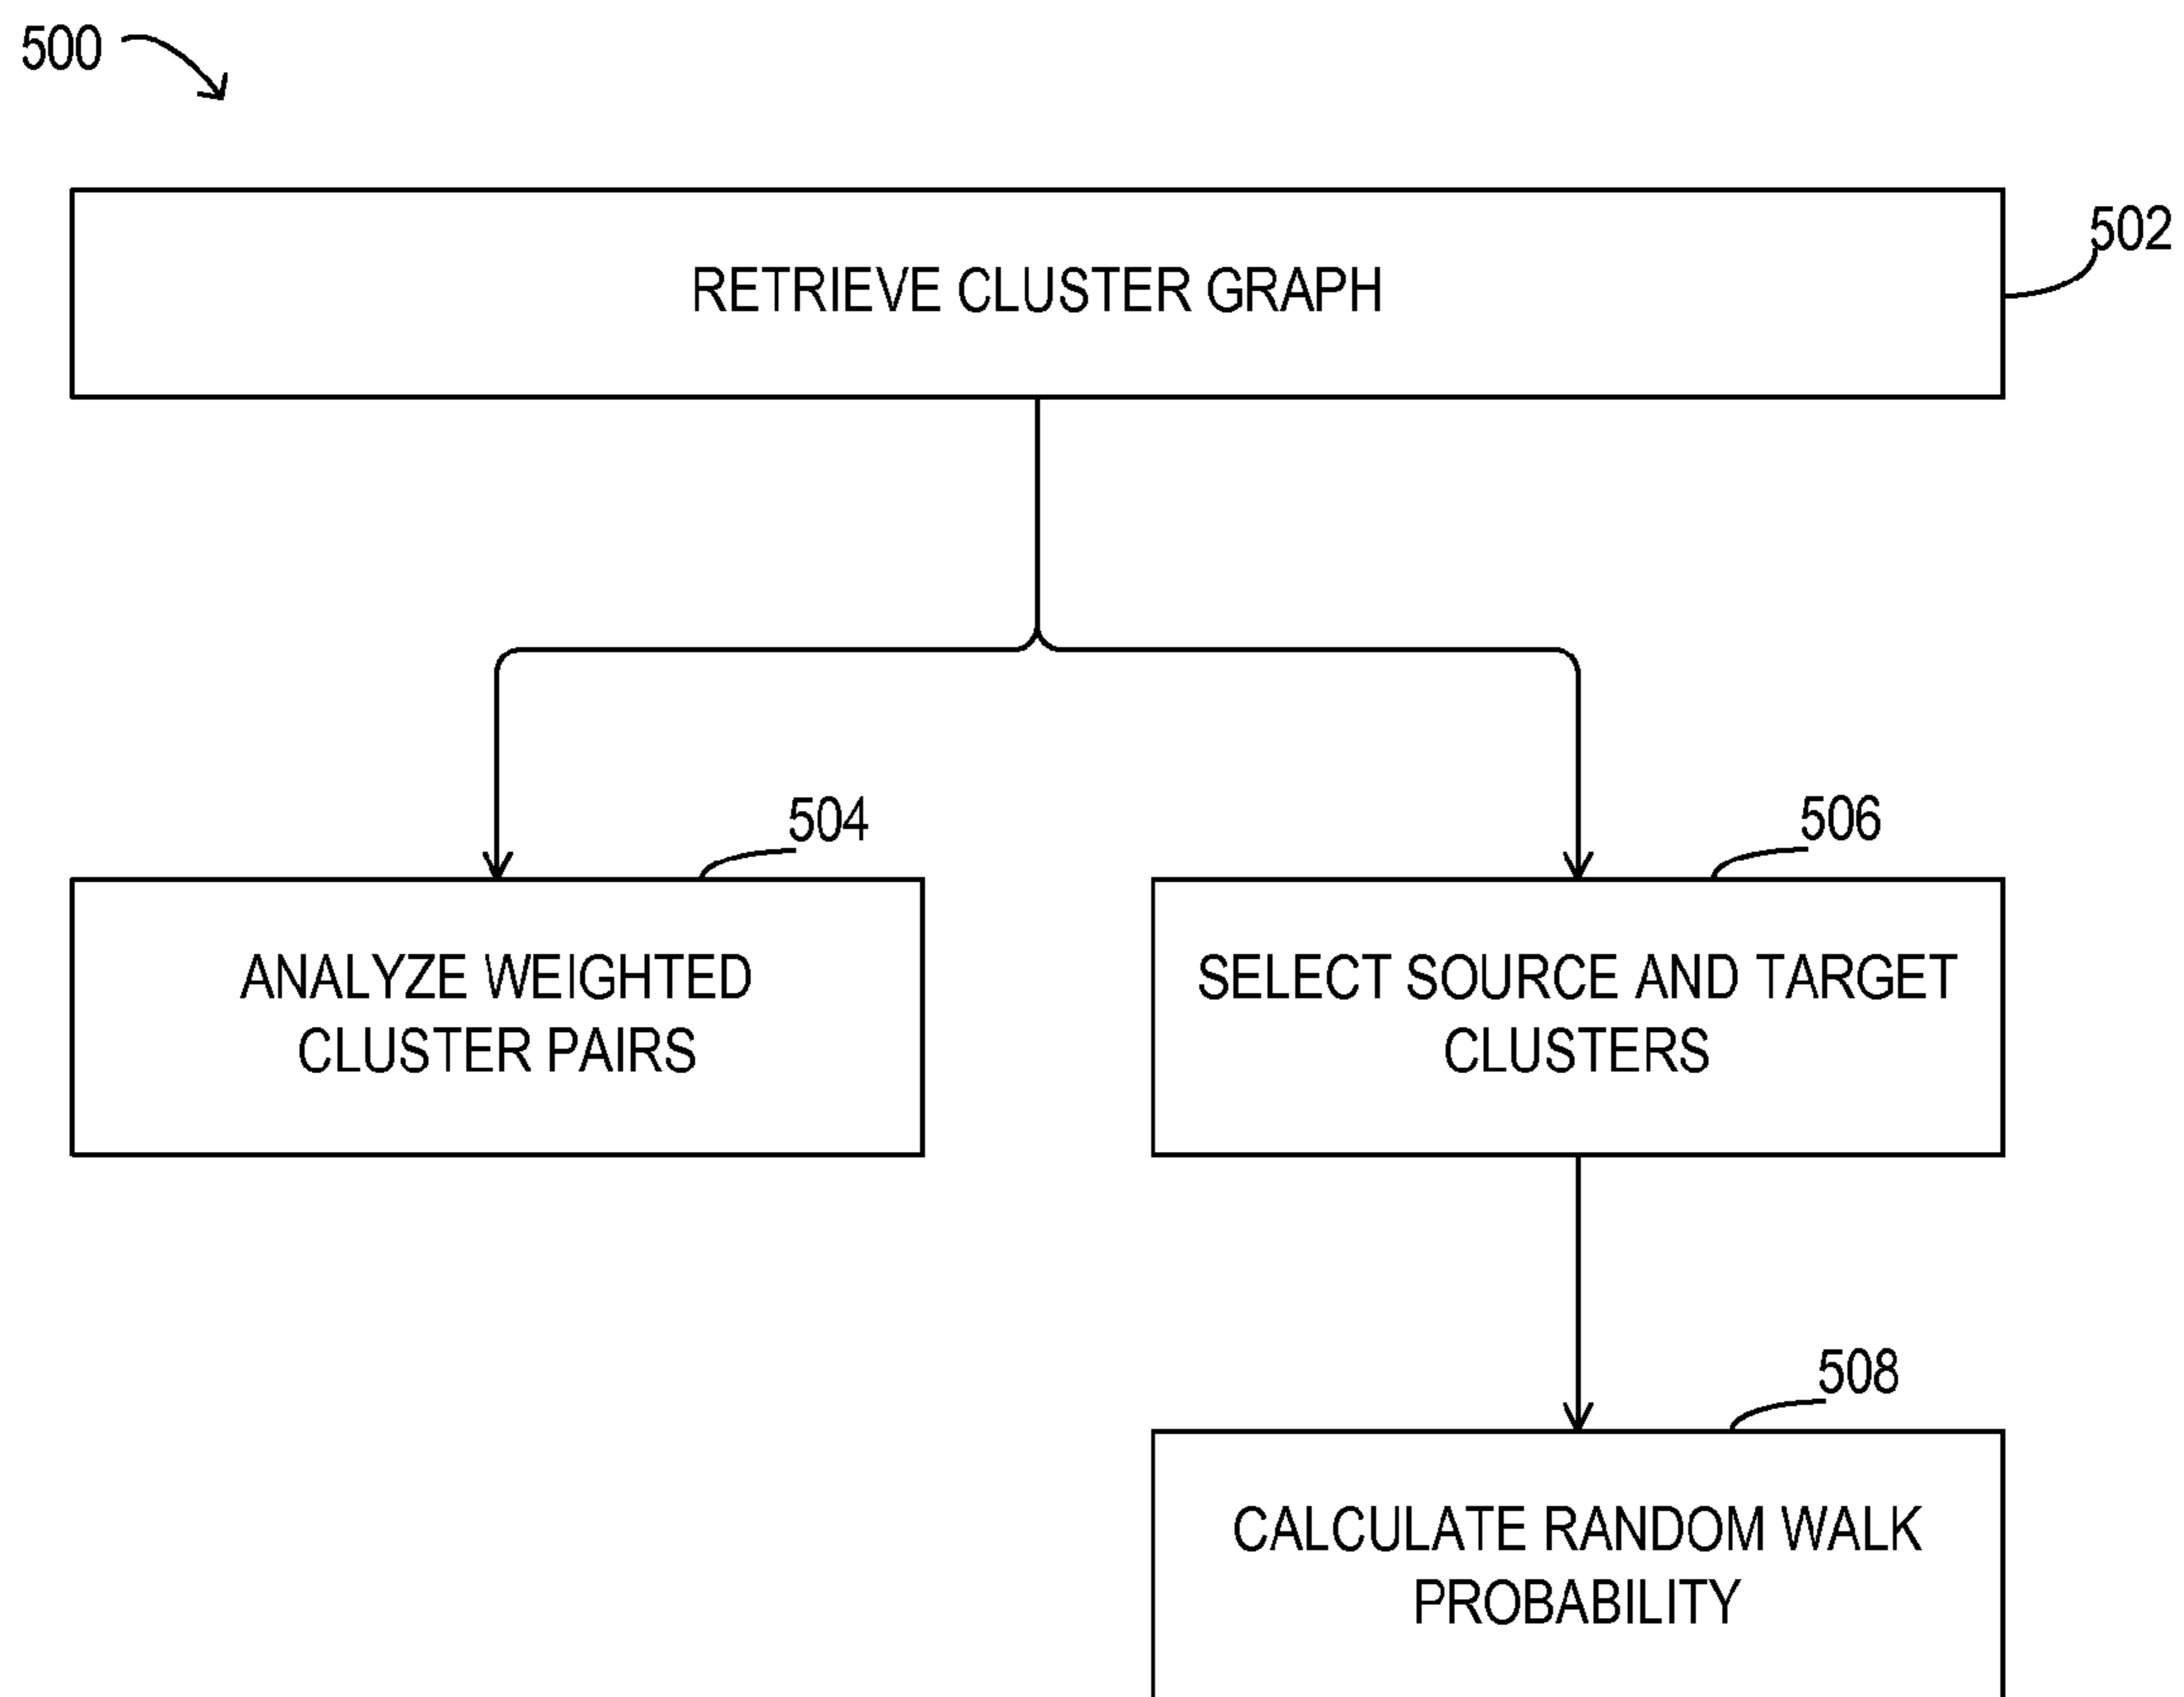 500
502
RETRIEVE CLUSTER GRAPH
504
506
ANALYZE WEIGHTED
CLUSTER PAIRS
SELECT SOURCE AND TARGET
CLUSTERS
508
CALCULATE RANDOM WALK
PROBABILITY